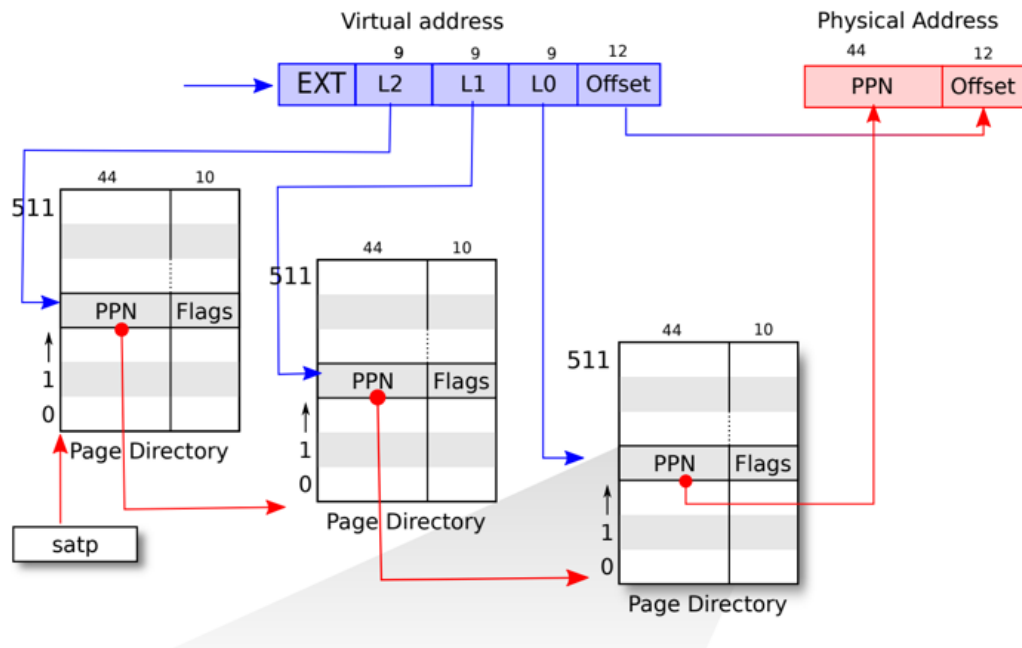 Virtual address
Physical Address
9 9 9 12
44 12
EXT L2 L1 L0 Offset
PPN Offset
44 10
511
PPN Flags
1
0
Page Directory
satp
44 10
511
PPN Flags
1
0
Page Directory
44 10
511
PPN Flags
1
0
Page Directory